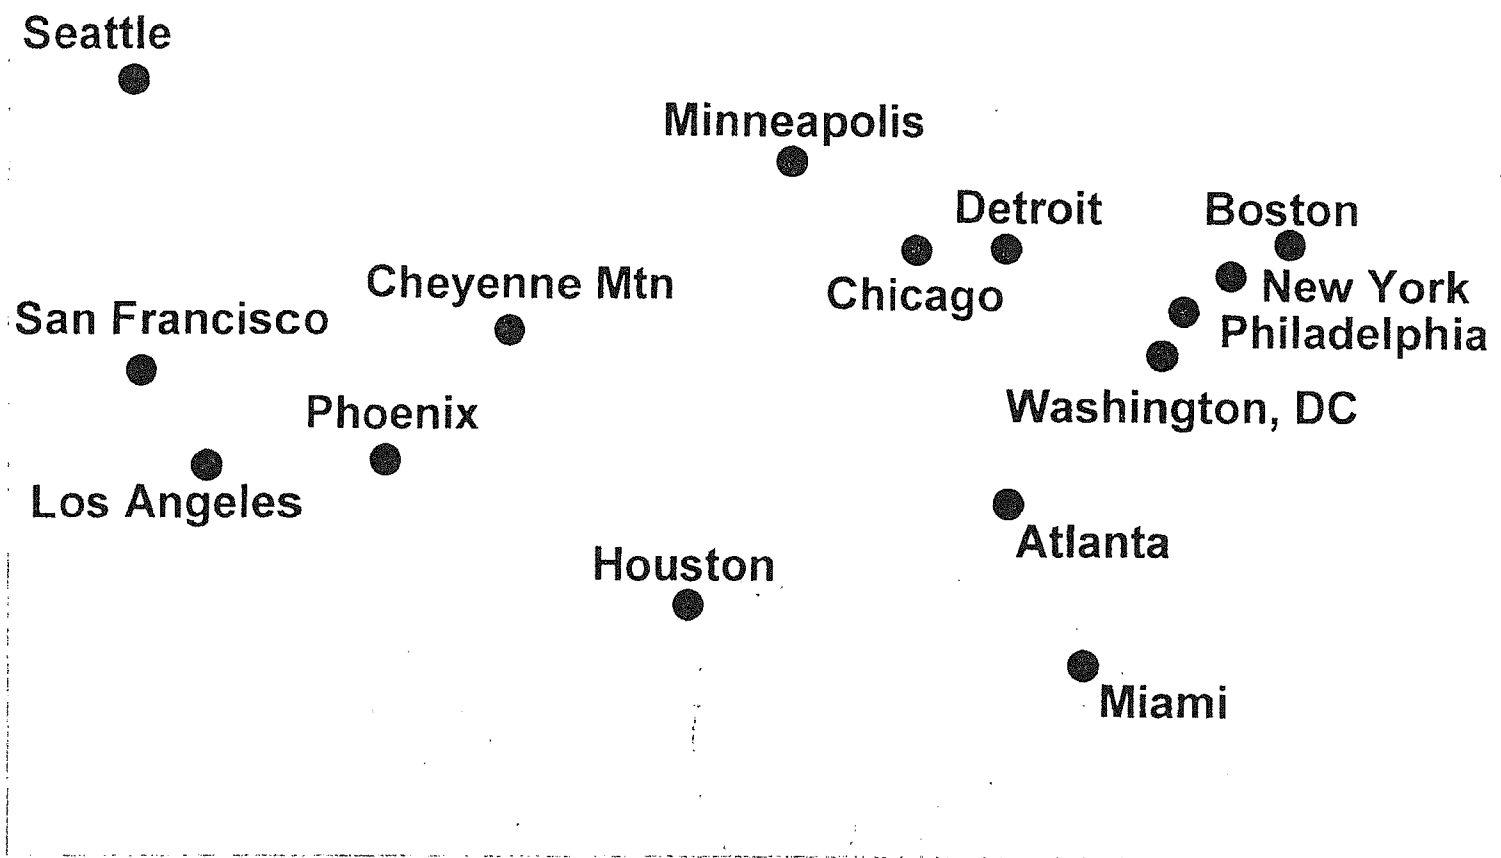 Seattle
Minneapolis
Detroit
Boston
Cheyenne Mtn
Chicago
New York
San Francisco
Philadelphia
Phoenix
Washington, DC
Los Angeles
Atlanta
Houston
Miami